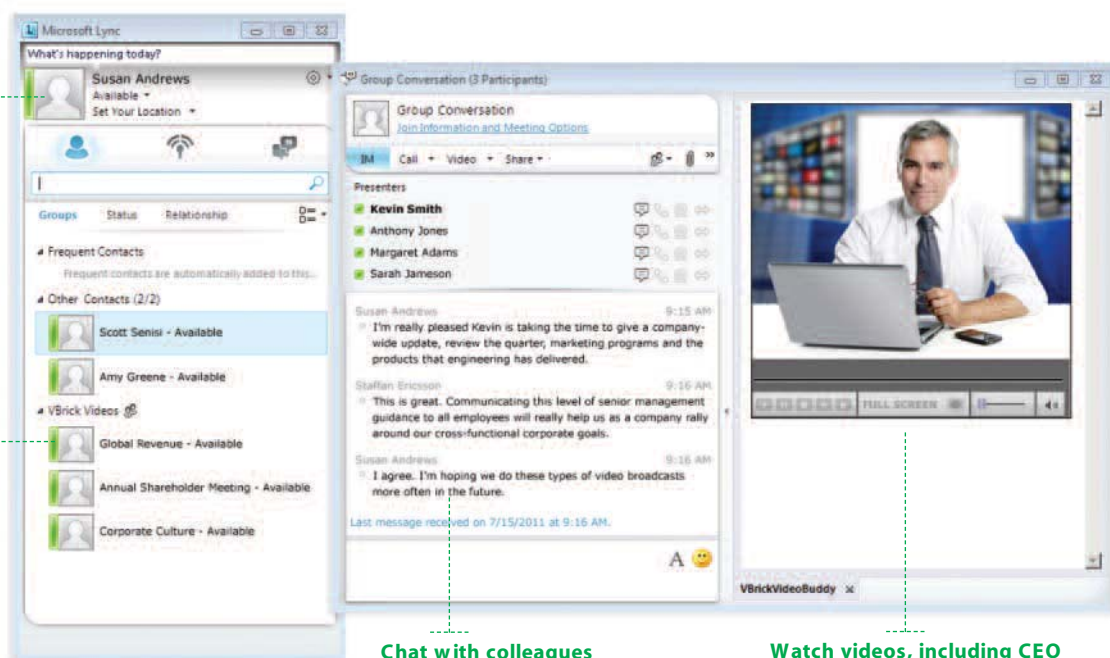 Microsoft Lync
What's happening today?
Susan Andrews
Available
Set Your Location
Groups Status Relationship
Frequent Contacts
Frequent contacts are automatically added to this...
Other Contacts (2/2)
Scott Senisi - Available
Amy Greene - Available
VBrick Videos
Global Revenue - Available
Annual Shareholder Meeting - Available
Corporate Culture - Available
Group Conversation (3 Participants)
Group Conversation
Join Information and Meeting Options
IM Call Video Share
Presenters
Kevin Smith
Anthony Jones
Margaret Adams
Sarah Jameson
Susan Andrews 9:15 AM
I'm really pleased Kevin is taking the time to give a company-
wide update, review the quarter, marketing programs and the
products that engineering has delivered.
Staffan Ericsson 9:16 AM
This is great. Communicating this level of senior management
guidance to all employees will really help us as a company rally
around our cross-functional corporate goals.
Susan Andrews 9:16 AM
I agree. I'm hoping we do these types of video broadcasts
more often in the future.
Last message received on 7/15/2011 at 9:16 AM.
A
FULL SCREEN
VBrickVideoBuddy
Chat with colleagues
Watch videos, including CEO